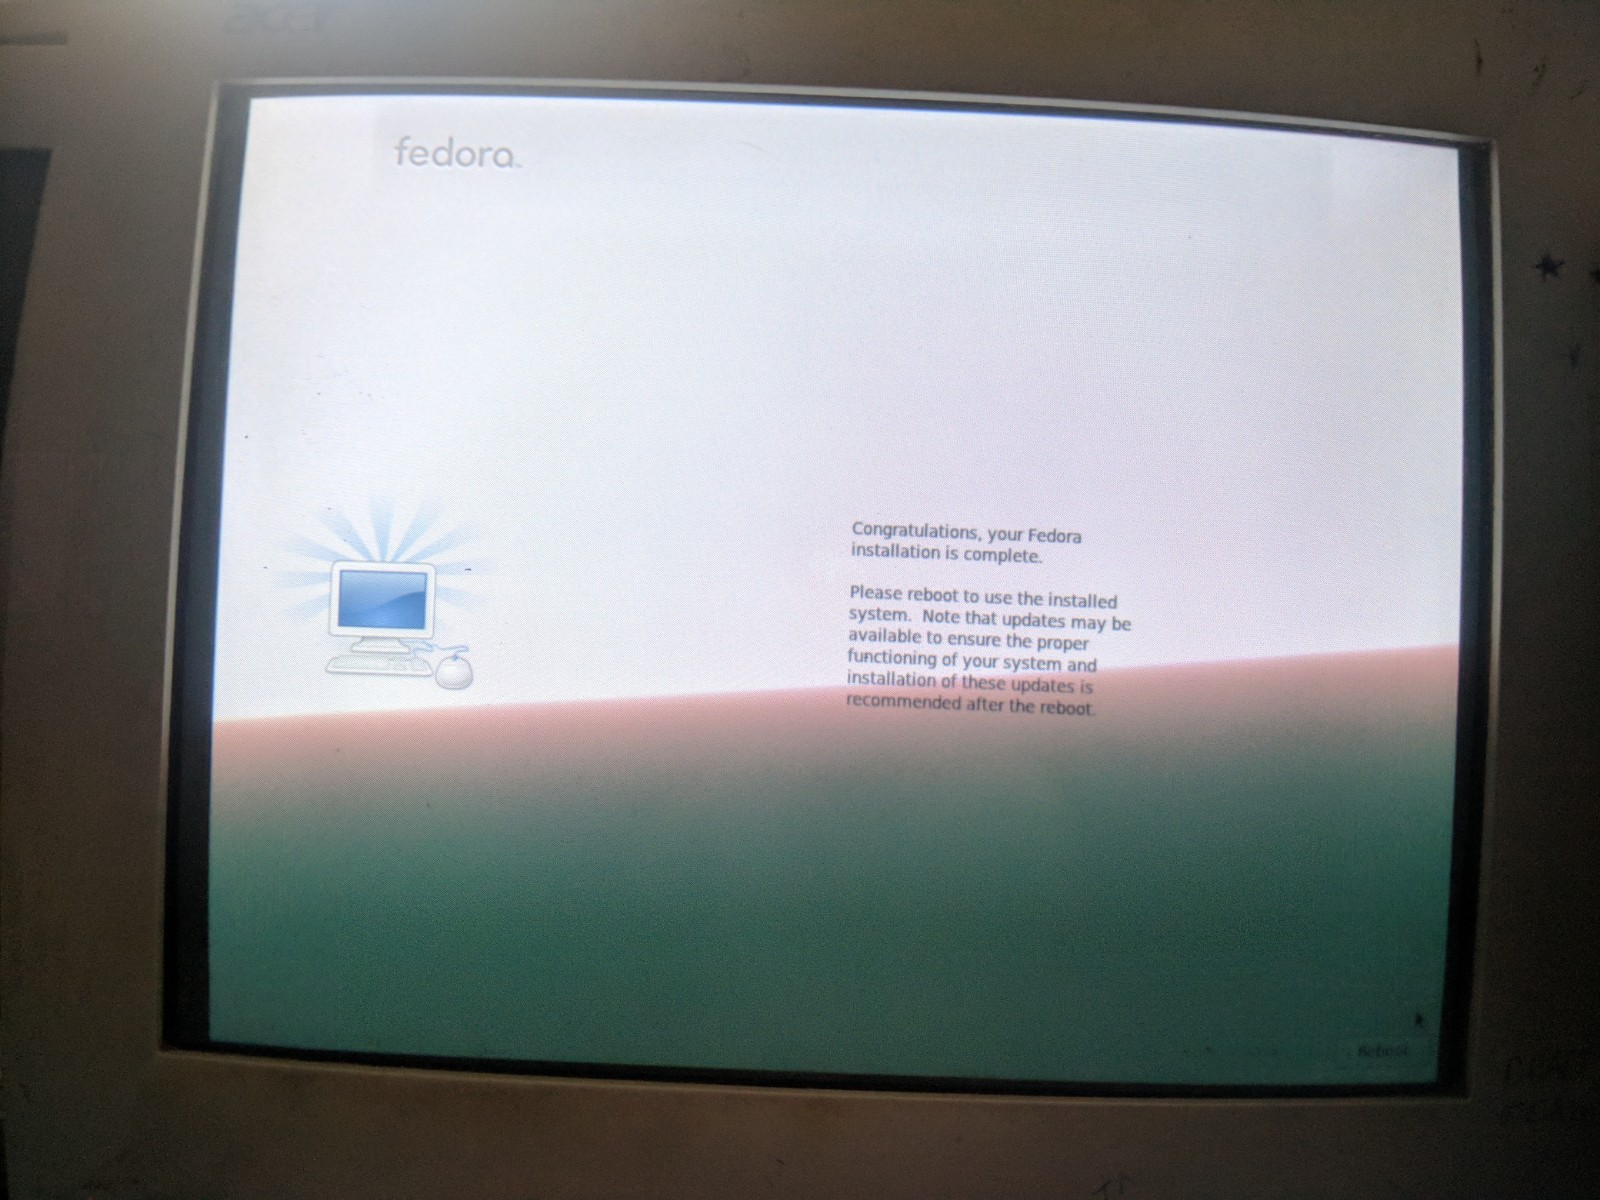 acer
fedora™
Congratulations, your Fedora
installation is complete.
Please reboot to use the installed
system. Note that updates may be
available to ensure the proper
functioning of your system and
installation of these updates is
recommended after the reboot.
Reboot